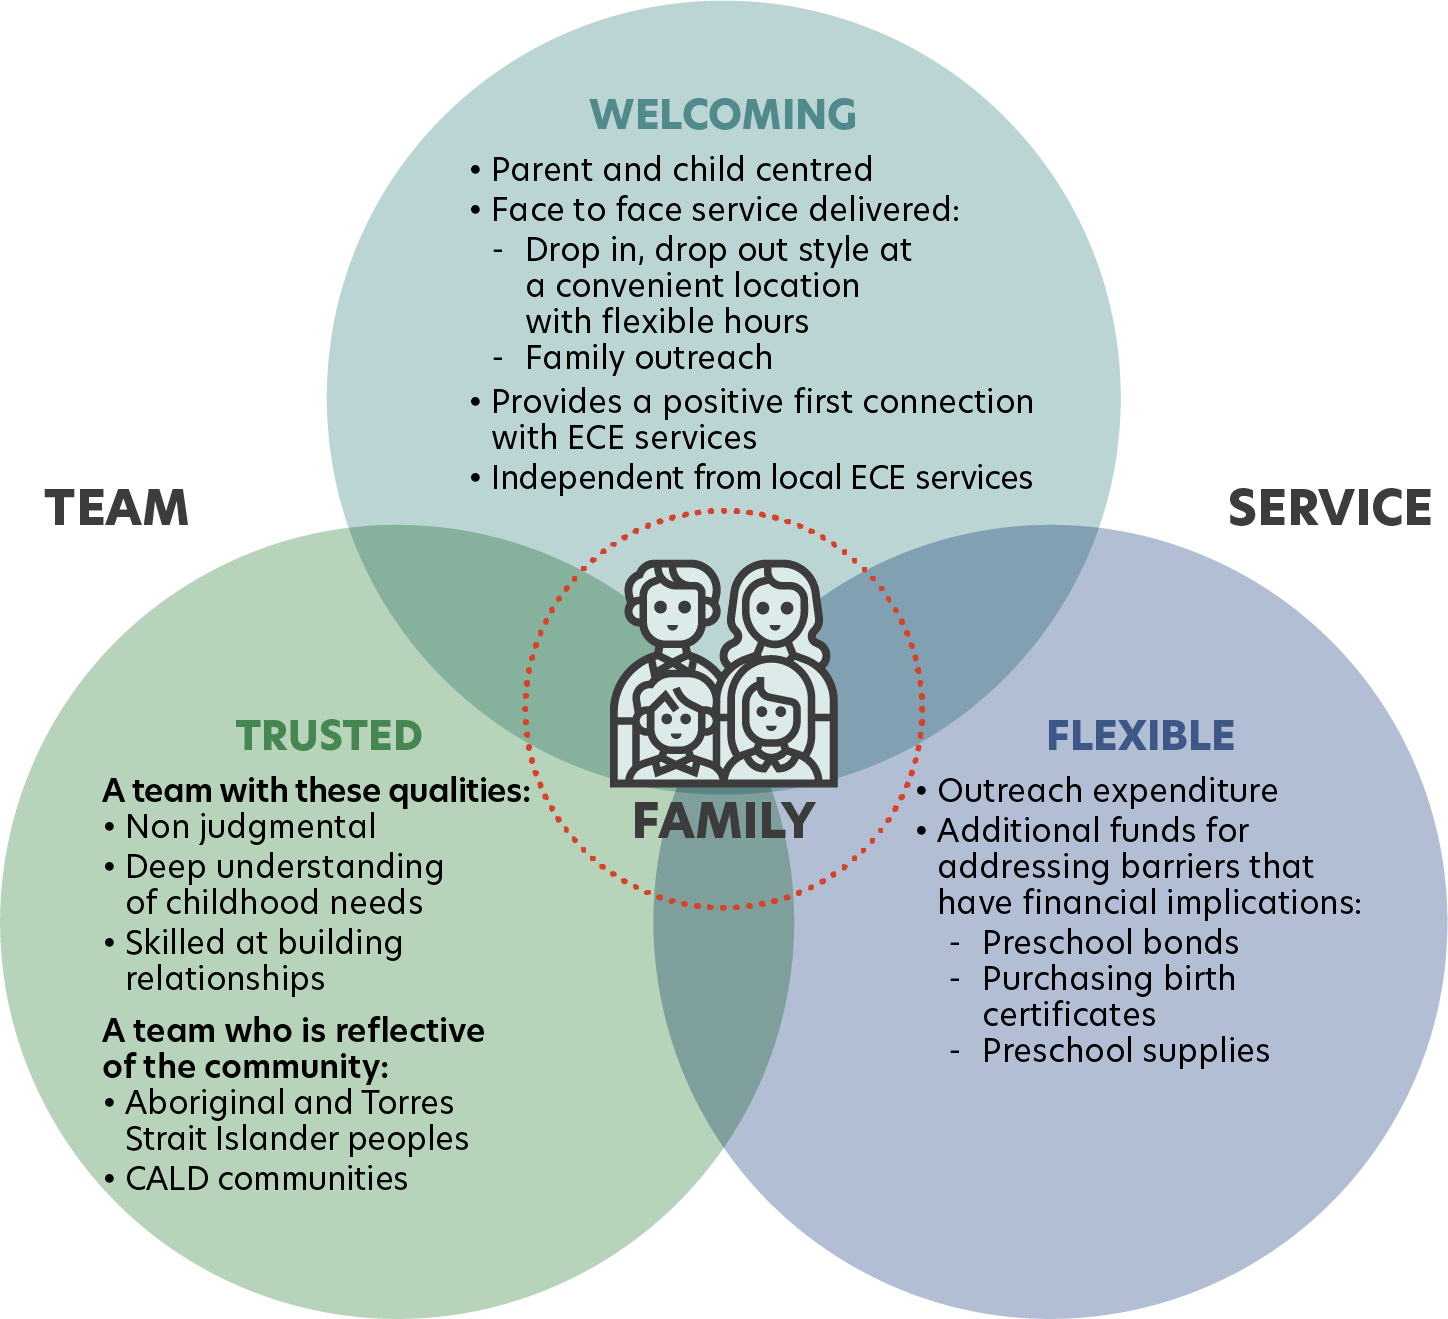 WELCOMING
• Parent and child centred
• Face to face service delivered:
- Drop in, drop out style at
a convenient location
with flexible hours
- Family outreach
• Provides a positive first connection
with ECE services
• Independent from local ECE services
TEAM
SERVICE
FAMILY
TRUSTED
A team with these qualities:
• Non judgmental
• Deep understanding
of childhood needs
• Skilled at building
relationships
A team who is reflective
of the community:
• Aboriginal and Torres
Strait Islander peoples
• CALD communities
FLEXIBLE
• Outreach expenditure
• Additional funds for
addressing barriers that
have financial implications:
- Preschool bonds
- Purchasing birth
certificates
- Preschool supplies